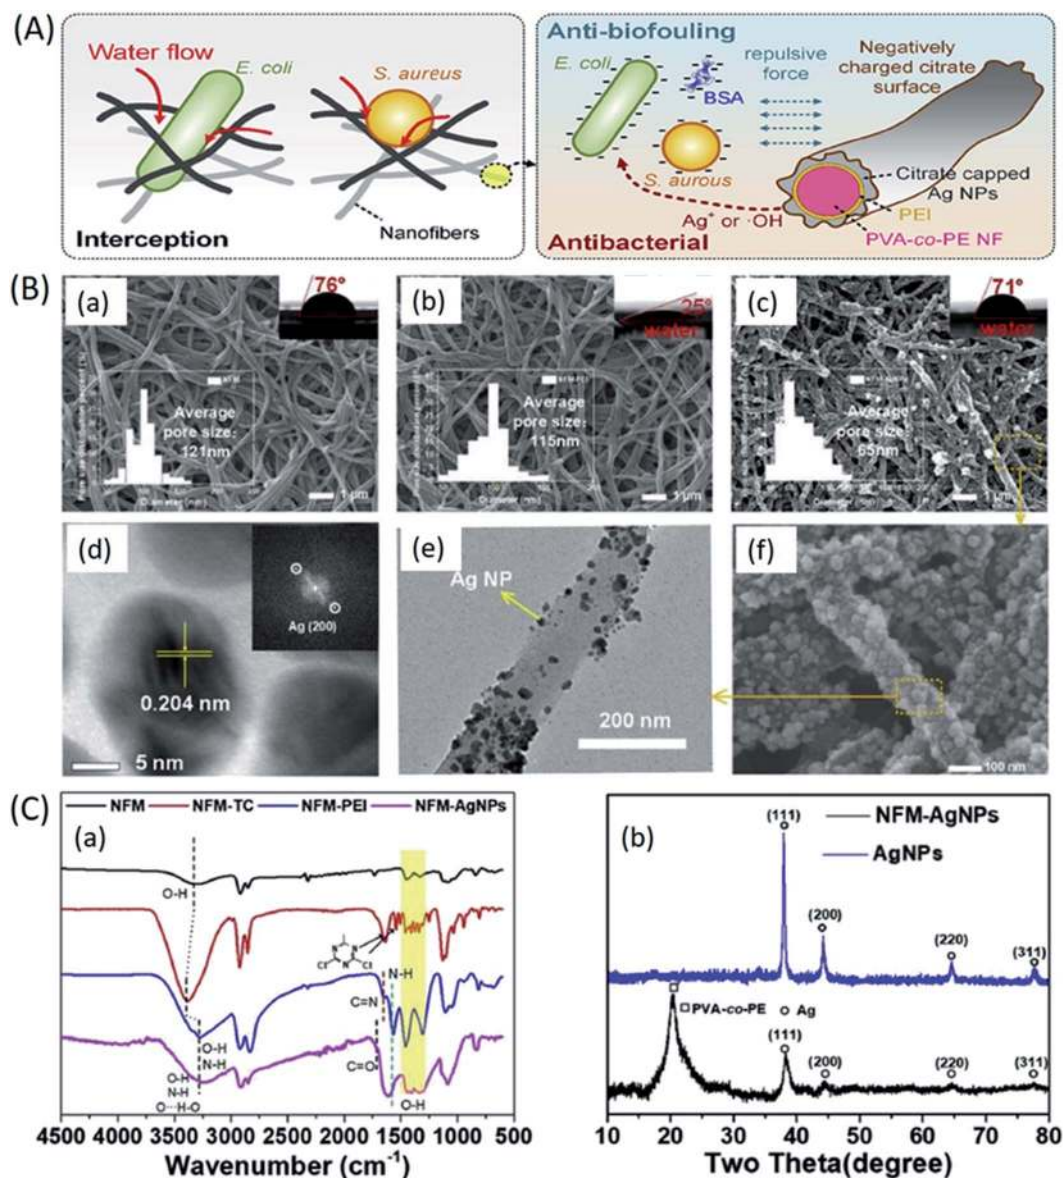 (A)
Water flow
E. coli
S. aureus
Nanofibers
Interception
Anti-biofouling
E. coli
BSA
repulsive
force
Negatively
charged citrate
surface
S. aurous
Citrate capped
Ag NPs
PEI
PVA-co-PE NF
Ag⁺ or ·OH
Antibacterial
(B)
(a)
76°
Average
pore size:
121nm
1 μm
(b)
25°
water
Average
pore size:
115nm
1 μm
(c)
71°
water
Average
pore size:
65nm
1 μm
(d)
Ag (200)
0.204 nm
5 nm
(e)
Ag NP
200 nm
(f)
100 nm
(C)
NFM
NFM-TC
NFM-PEI
NFM-AgNPs
(a)
O-H
N
N
N
Cl
Cl
N-H
C=N
O-H
N-H
C=O
O-H
N-H
O···H-O
O-H
4500 4000 3500 3000 2500 2000 1500 1000 500
Wavenumber (cm⁻¹)
(b)
NFM-AgNPs
AgNPs
(111)
(200)
(220)
(311)
PVA-co-PE
Ag
(111)
(200)
(220)
(311)
10 20 30 40 50 60 70 80
Two Theta(degree)